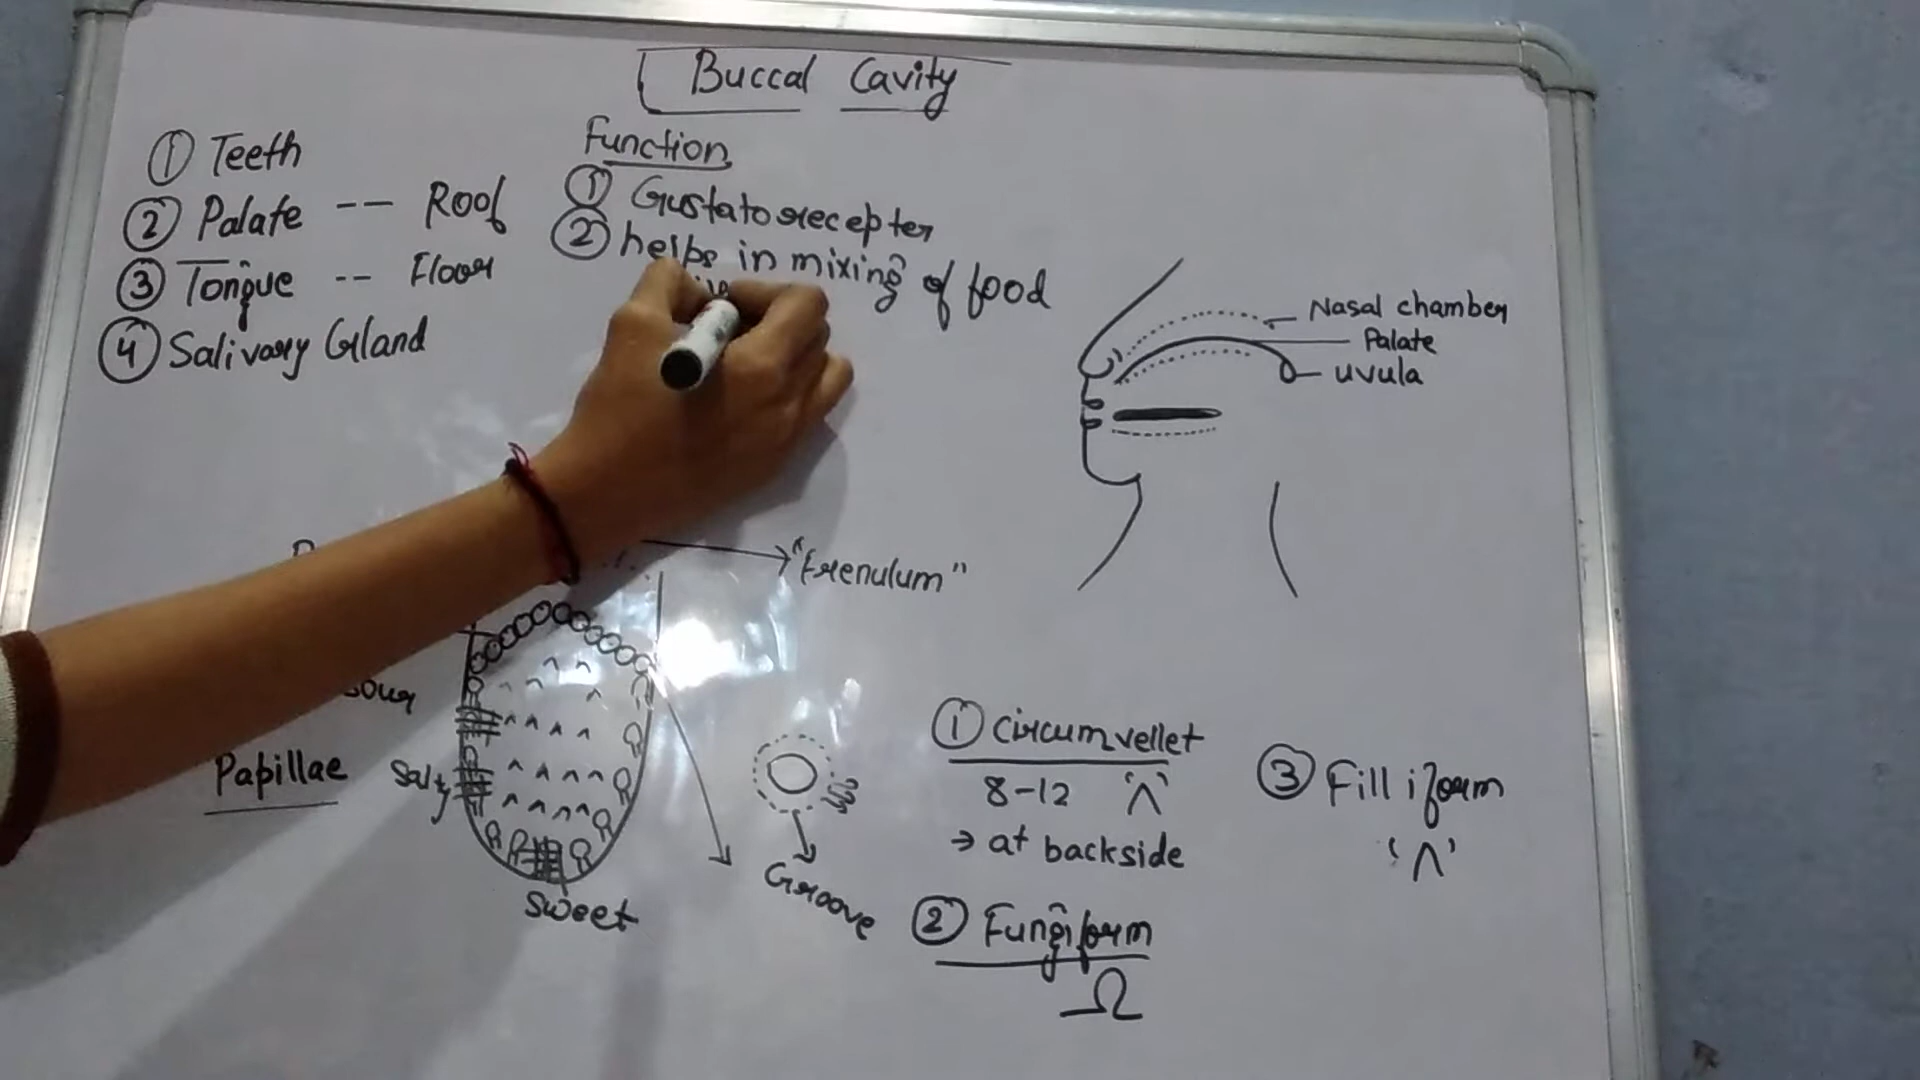 Buccal Cavity
① Teeth
② Palate -- Roof
③ Tongue -- Floor
④ Salivary Gland
Function
① Gustatorecepter
② helps in mixing of food
Nasal chamber
Palate
uvula
"Frenulum"
Sour
Papillae
Salty
Sweet
Groove
① Circumvellet
8-12 'Λ'
→ at backside
② Fungiform
Ω
③ Filliform
'Λ'